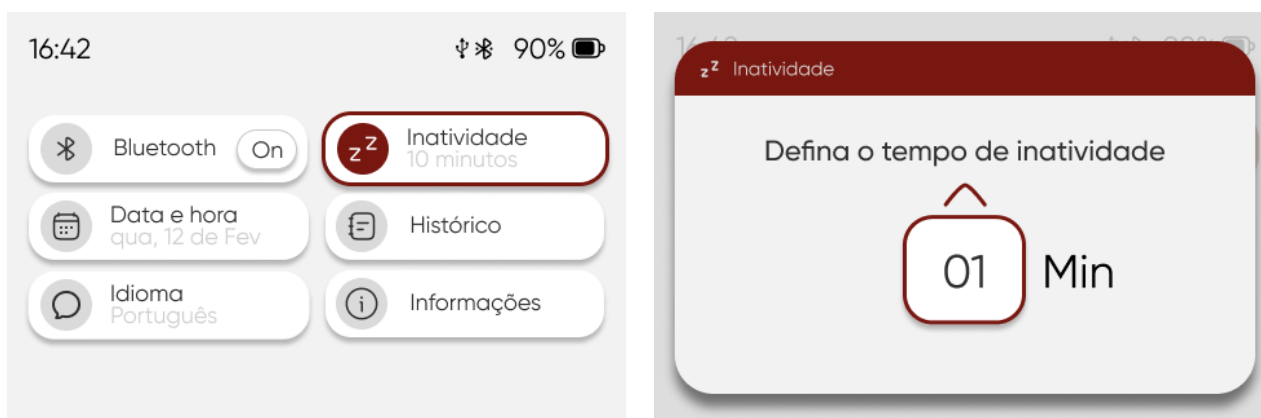 16:42 90%
Bluetooth On
Inatividade
10 minutos
Data e hora
qua, 12 de Fev
Histórico
Idioma
Português
Informações
zz Inatividade
Defina o tempo de inatividade
01 Min